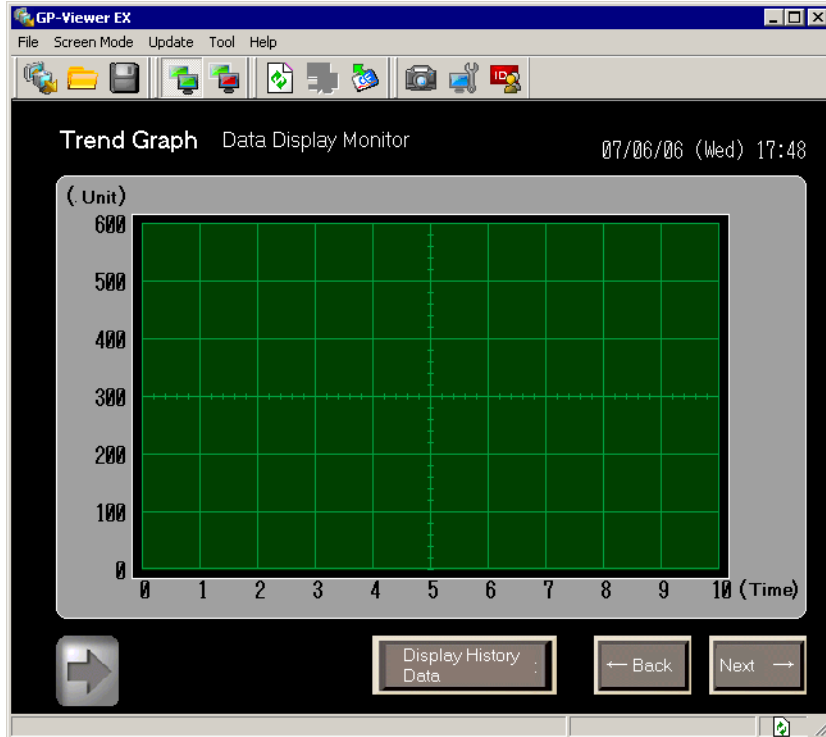 GP-Viewer EX
File Screen Mode Update Tool Help
ID
Trend Graph Data Display Monitor
07/06/06 (Wed) 17:48
(. Unit)
600
500
400
300
200
100
0
0 1 2 3 4 5 6 7 8 9 10 (Time)
Display History :
Data
← Back
Next →